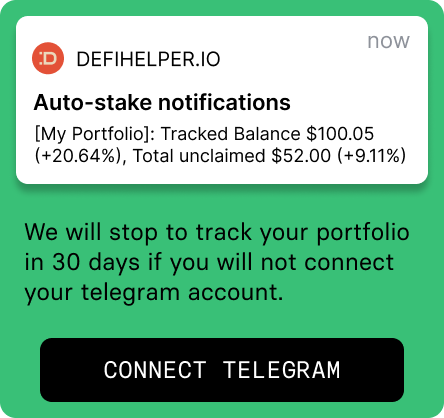 now
DEFIHELPER.IO
Auto-stake notifications
[My Portfolio]: Tracked Balance $100.05
(+20.64%), Total unclaimed $52.00 (+9.11%)
We will stop to track your portfolio
in 30 days if you will not connect
your telegram account.
CONNECT TELEGRAM